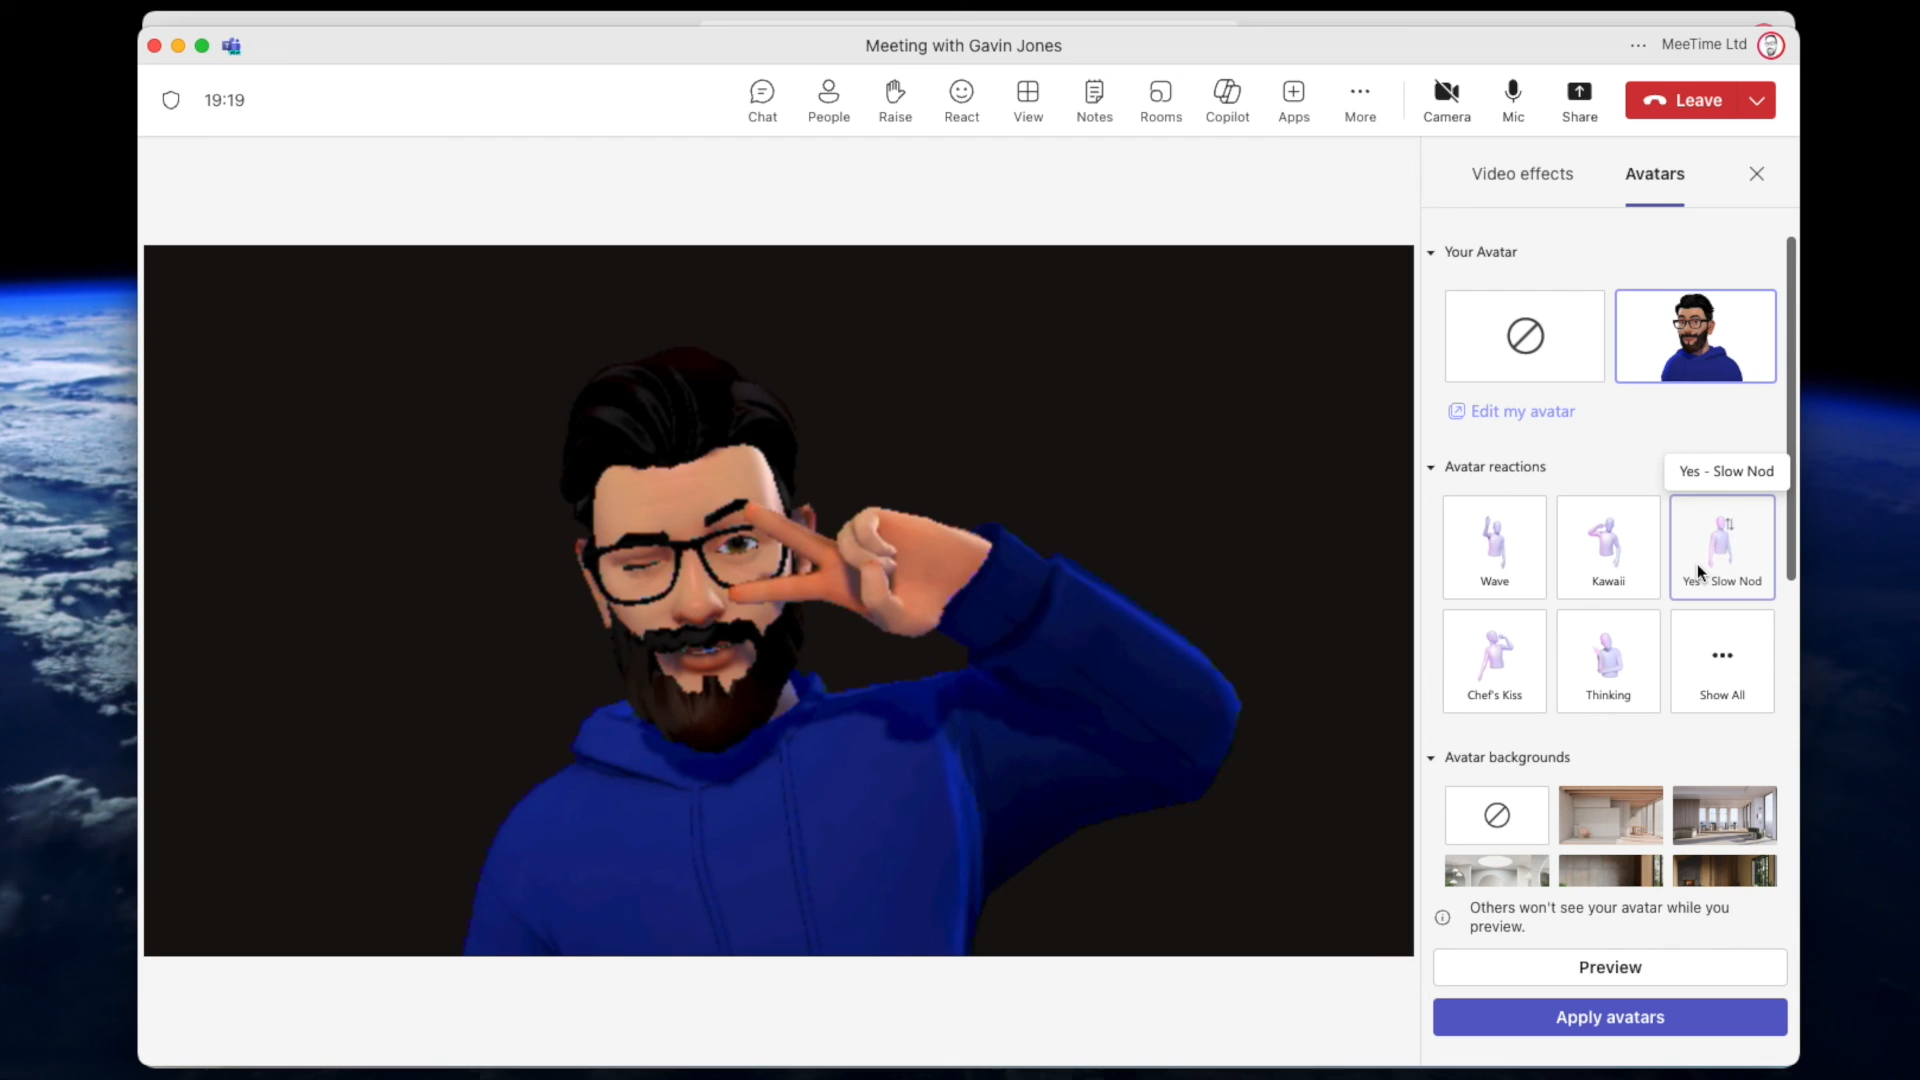 Meeting with Gavin Jones
MeeTime Ltd
19:19
Chat
People
Raise
React
View
Notes
Rooms
Copilot
Apps
More
Camera
Mic
Share
Leave
Video effects
Avatars
Your Avatar
Edit my avatar
Avatar reactions
Yes - Slow Nod
Wave
Kawaii
Yes - Slow Nod
Chef's Kiss
Thinking
Show All
Avatar backgrounds
Others won't see your avatar while you
preview.
Preview
Apply avatars